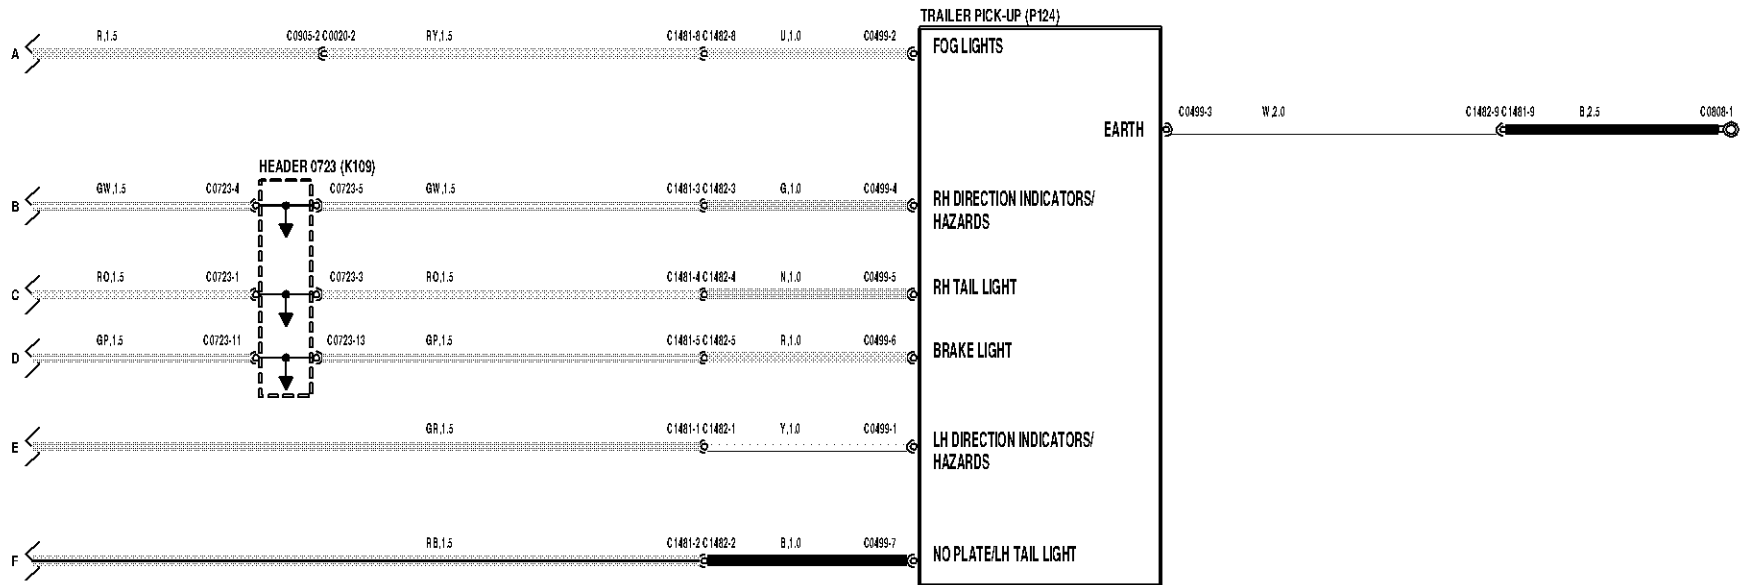 TRAILER PICK-UP (P124)
A R,1.5 C0905-2 C0020-2 RY,1.5 C1481-8 C1482-8 U,1.0 C0499-2 FOG LIGHTS
EARTH C0499-3 W,2.0 C1482-9 C1481-9 B,2.5 C0808-1
HEADER 0723 (K109)
B GW,1.5 C0723-4 C0723-5 GW,1.5 C1481-3 C1482-3 G,1.0 C0499-4 RH DIRECTION INDICATORS/
HAZARDS
C RO,1.5 C0723-1 C0723-3 RO,1.5 C1481-4 C1482-4 N,1.0 C0499-5 RH TAIL LIGHT
D GP,1.5 C0723-11 C0723-13 GP,1.5 C1481-5 C1482-5 R,1.0 C0499-6 BRAKE LIGHT
E GR,1.5 C1481-1 C1482-1 Y,1.0 C0499-1 LH DIRECTION INDICATORS/
HAZARDS
F RB,1.5 C1481-2 C1482-2 B,1.0 C0499-7 NO PLATE/LH TAIL LIGHT